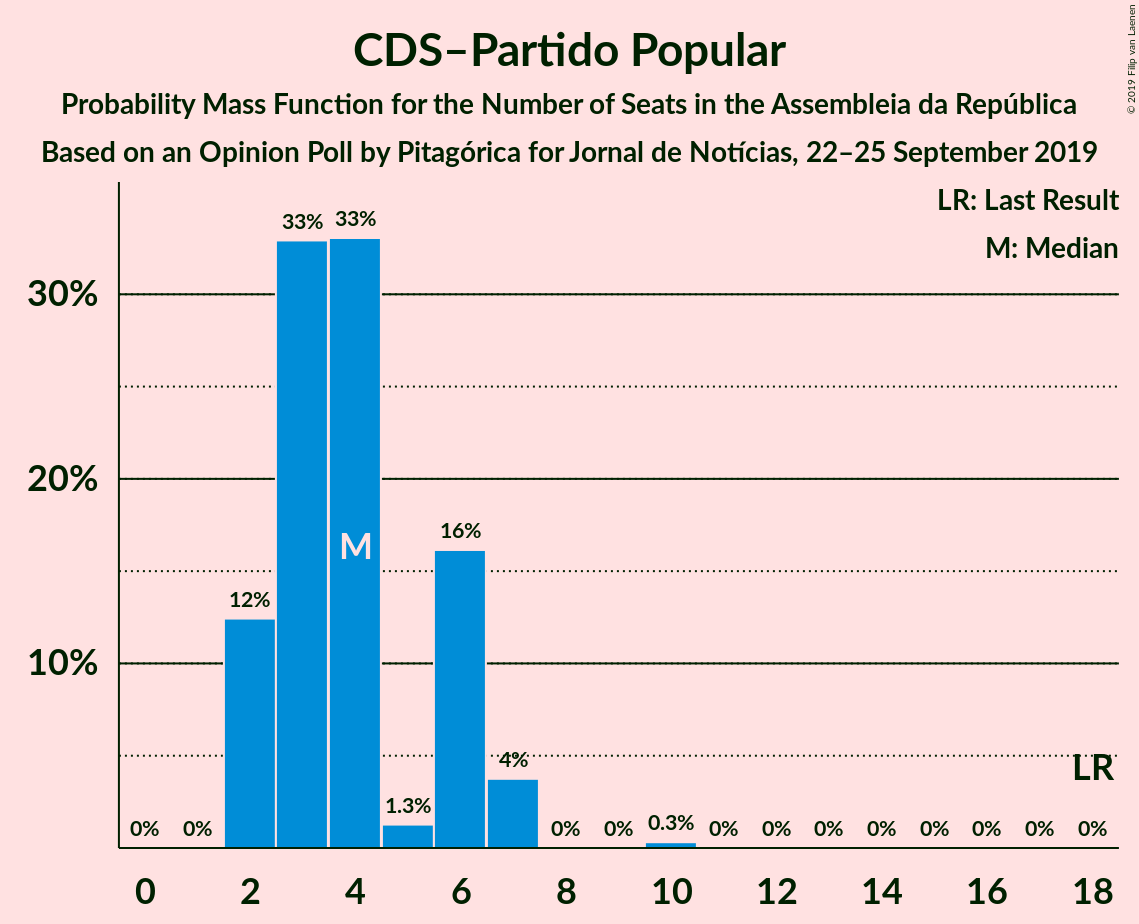 CDS–Partido Popular
Probability Mass Function for the Number of Seats in the Assembleia da República
Based on an Opinion Poll by Pitagórica for Jornal de Notícias, 22–25 September 2019
© 2019 Filip van Laenen
LR: Last Result
M: Median
33% 33%
30%
20%
16%
M
12%
10%
4%
LR
1.3%
0.3%
0% 0% 0% 0% 0% 0% 0% 0% 0% 0% 0% 0%
0 2 4 6 8 10 12 14 16 18